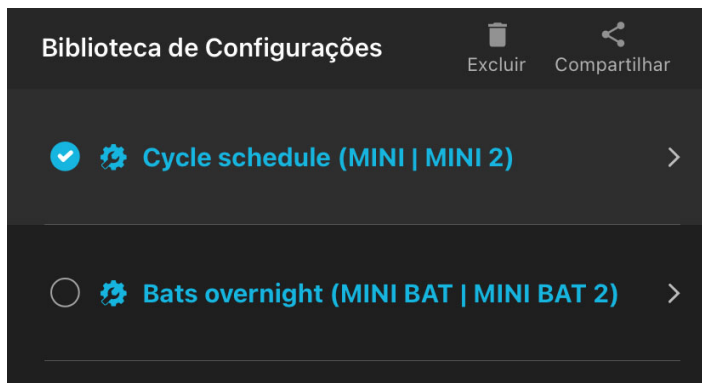 Biblioteca de Configurações
Excluir
Compartilhar
Cycle schedule (MINI | MINI 2)
Bats overnight (MINI BAT | MINI BAT 2)